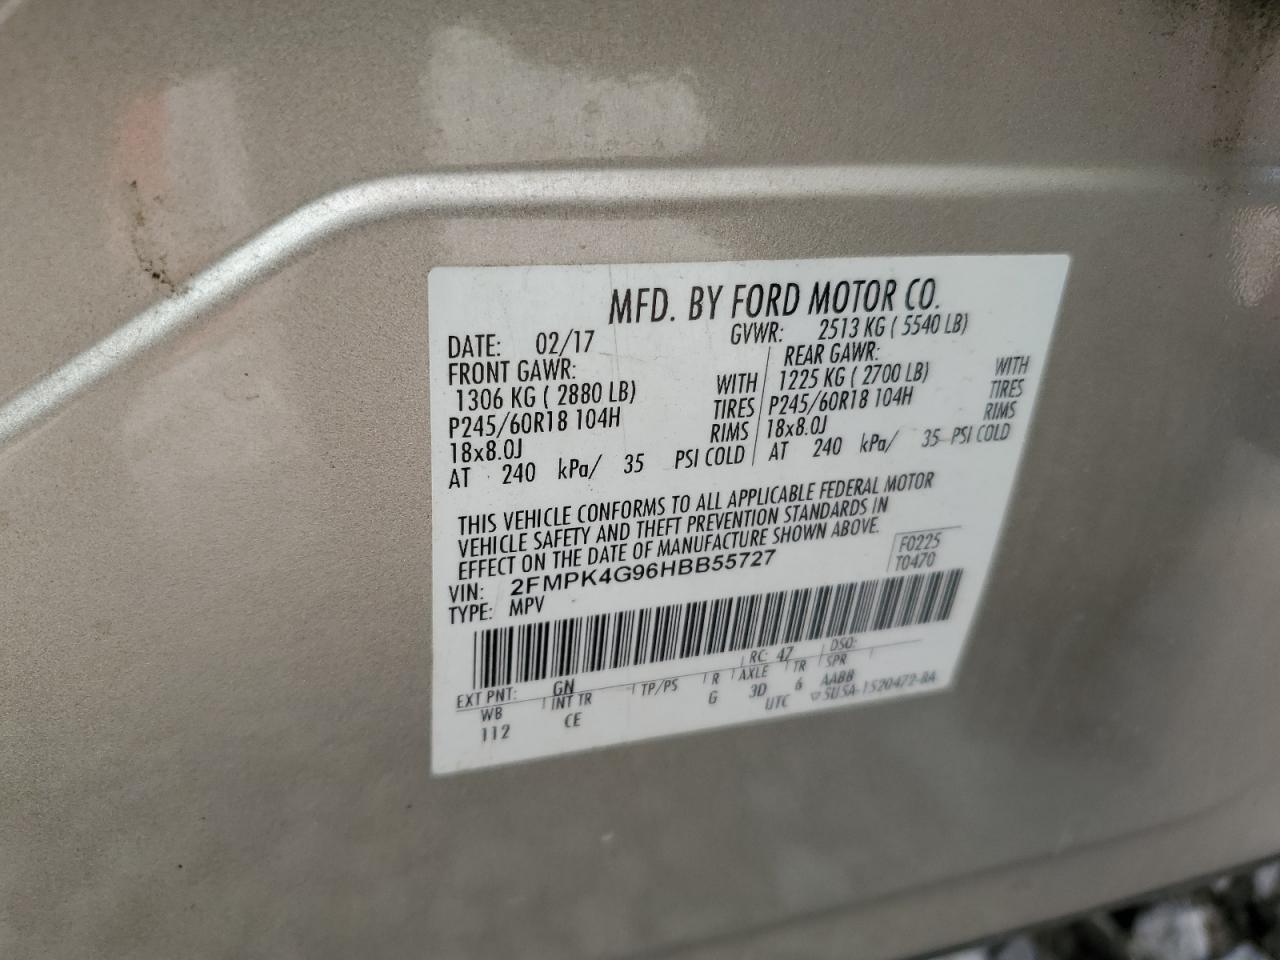 MFD. BY FORD MOTOR CO.
DATE: 02/17 GVWR: 2513 KG ( 5540 LB)
FRONT GAWR: REAR GAWR:
1306 KG ( 2880 LB) WITH 1225 KG ( 2700 LB) WITH
P245/60R18 104H TIRES P245/60R18 104H TIRES
18x8.0J RIMS 18x8.0J RIMS
AT 240 kPa/ 35 PSI COLD AT 240 kPa/ 35 PSI COLD
THIS VEHICLE CONFORMS TO ALL APPLICABLE FEDERAL MOTOR
VEHICLE SAFETY AND THEFT PREVENTION STANDARDS IN
EFFECT ON THE DATE OF MANUFACTURE SHOWN ABOVE.
VIN: 2FMPK4G96HBB55727 F0225
TYPE: MPV T0470
EXT PNT: GN RC: 47 DSO:
WB INT TR TP/PS R AXLE TR SPR
112 CE G 3D 6 AABB
UTC 5USA-1520472-BA